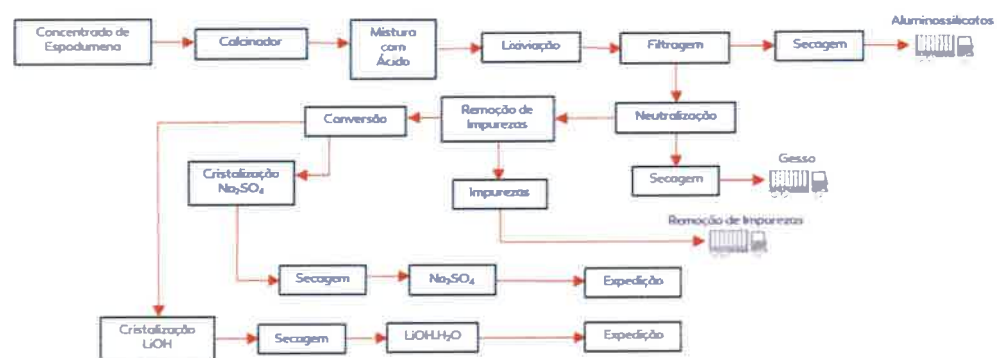 Aluminossilicatos
Concentrado de
Espodumena
Calcinador
Mistura
com
Ácido
Lixiviação
Filtragem
Secagem
Conversão
Remoção de
Impurezas
Neutralização
Cristalização
Na₂SO₄
Impurezas
Secagem
Gesso
Remoção de Impurezas
Secagem
Na₂SO₄
Expedição
Cristalização
LiOH
Secagem
LiOH.H₂O
Expedição